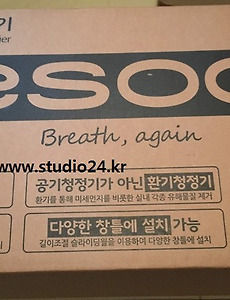 기
ier
esoo
Breath, again
www.studio24.kr
공기청정기가 아닌 환기청정기
환기를 통해 미세먼지를 비롯한 실내 각종 유해물질 제거
다양한 창틀에 설치 가능
길이조절 슬라이딩월을 이용하여 다양한 창틀에 설치